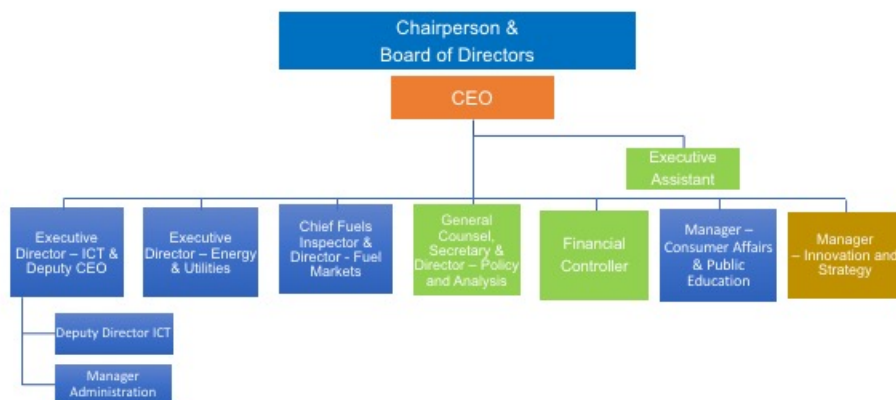 Chairperson &
Board of Directors
CEO
Executive
Assistant
Executive
Director – ICT &
Deputy CEO
Executive
Director – Energy
& Utilities
Chief Fuels
Inspector &
Director - Fuel
Markets
General
Counsel,
Secretary &
Director – Policy
and Analysis
Financial
Controller
Manager –
Consumer Affairs
& Public
Education
Manager
– Innovation and
Strategy
Deputy Director ICT
Manager
Administration